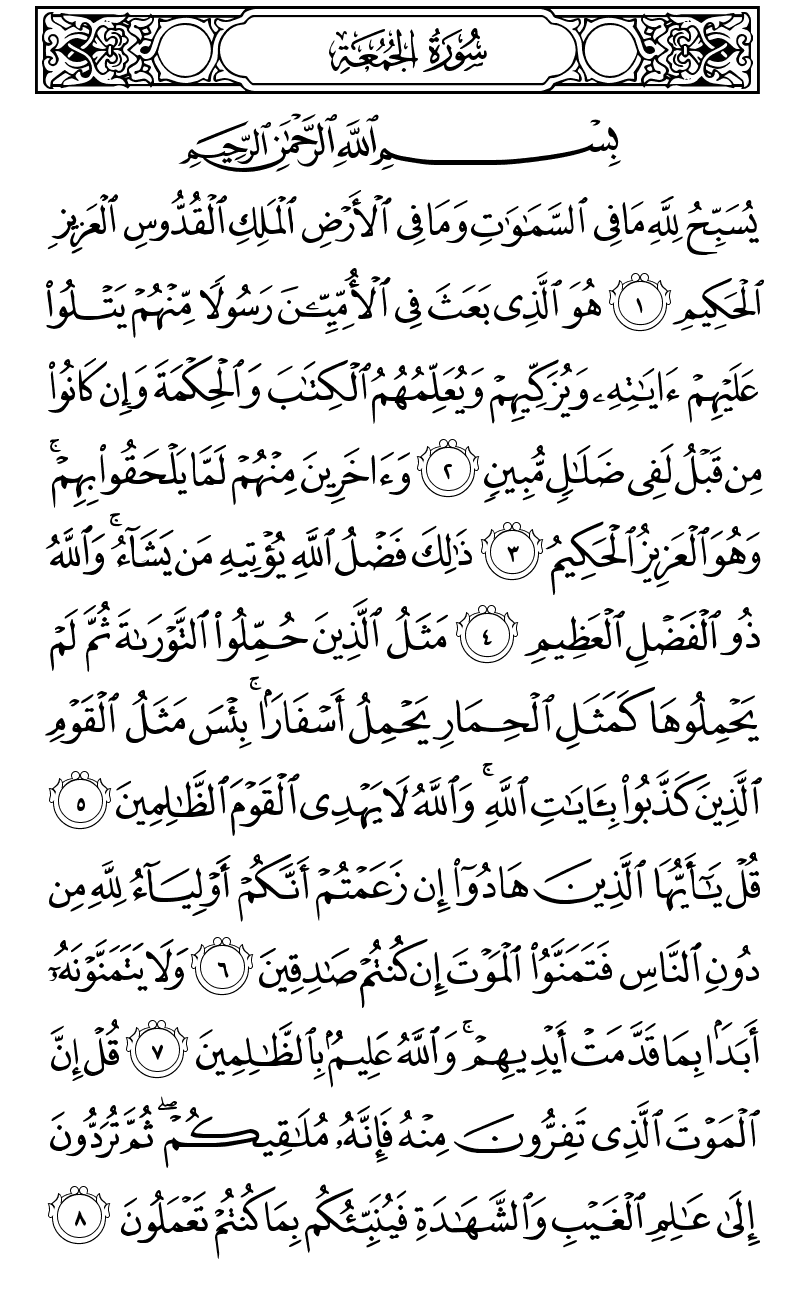 سُورَةُ الجُمُعَةِ
بِسْمِ ٱللَّهِ ٱلرَّحْمَٰنِ ٱلرَّحِيمِ
يُسَبِّحُ لِلَّهِ مَا فِى ٱلسَّمَٰوَٰتِ وَمَا فِى ٱلْأَرْضِ ٱلْمَلِكِ ٱلْقُدُّوسِ ٱلْعَزِيزِ
ٱلْحَكِيمِ ١ هُوَ ٱلَّذِى بَعَثَ فِى ٱلْأُمِّيِّـۧنَ رَسُولًا مِّنْهُمْ يَتْلُوا۟
عَلَيْهِمْ ءَايَٰتِهِۦ وَيُزَكِّيهِمْ وَيُعَلِّمُهُمُ ٱلْكِتَٰبَ وَٱلْحِكْمَةَ وَإِن كَانُوا۟
مِن قَبْلُ لَفِى ضَلَٰلٍ مُّبِينٍ ٢ وَءَاخَرِينَ مِنْهُمْ لَمَّا يَلْحَقُوا۟ بِهِمْ ۚ
وَهُوَ ٱلْعَزِيزُ ٱلْحَكِيمُ ٣ ذَٰلِكَ فَضْلُ ٱللَّهِ يُؤْتِيهِ مَن يَشَآءُ ۚ وَٱللَّهُ
ذُو ٱلْفَضْلِ ٱلْعَظِيمِ ٤ مَثَلُ ٱلَّذِينَ حُمِّلُوا۟ ٱلتَّوْرَىٰةَ ثُمَّ لَمْ
يَحْمِلُوهَا كَمَثَلِ ٱلْحِمَارِ يَحْمِلُ أَسْفَارًۢا ۚ بِئْسَ مَثَلُ ٱلْقَوْمِ
ٱلَّذِينَ كَذَّبُوا۟ بِـَٔايَٰتِ ٱللَّهِ ۚ وَٱللَّهُ لَا يَهْدِى ٱلْقَوْمَ ٱلظَّٰلِمِينَ ٥
قُلْ يَٰٓأَيُّهَا ٱلَّذِينَ هَادُوٓا۟ إِن زَعَمْتُمْ أَنَّكُمْ أَوْلِيَآءُ لِلَّهِ مِن
دُونِ ٱلنَّاسِ فَتَمَنَّوُا۟ ٱلْمَوْتَ إِن كُنتُمْ صَٰدِقِينَ ٦ وَلَا يَتَمَنَّوْنَهُۥٓ
أَبَدًۢا بِمَا قَدَّمَتْ أَيْدِيهِمْ ۚ وَٱللَّهُ عَلِيمٌۢ بِٱلظَّٰلِمِينَ ٧ قُلْ إِنَّ
ٱلْمَوْتَ ٱلَّذِى تَفِرُّونَ مِنْهُ فَإِنَّهُۥ مُلَٰقِيكُمْ ۖ ثُمَّ تُرَدُّونَ
إِلَىٰ عَٰلِمِ ٱلْغَيْبِ وَٱلشَّهَٰدَةِ فَيُنَبِّئُكُم بِمَا كُنتُمْ تَعْمَلُونَ ٨